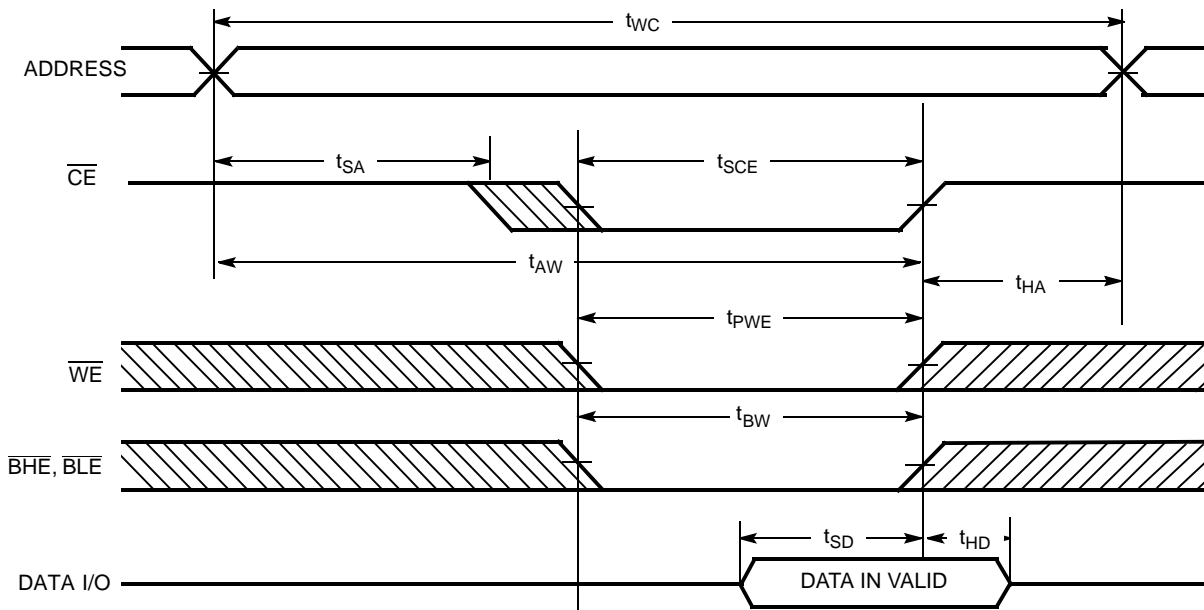 tWC
ADDRESS
tSA
tSCE
CE
tAW
tHA
tPWE
WE
tBW
BHE, BLE
tSD
tHD
DATA I/O
DATA IN VALID